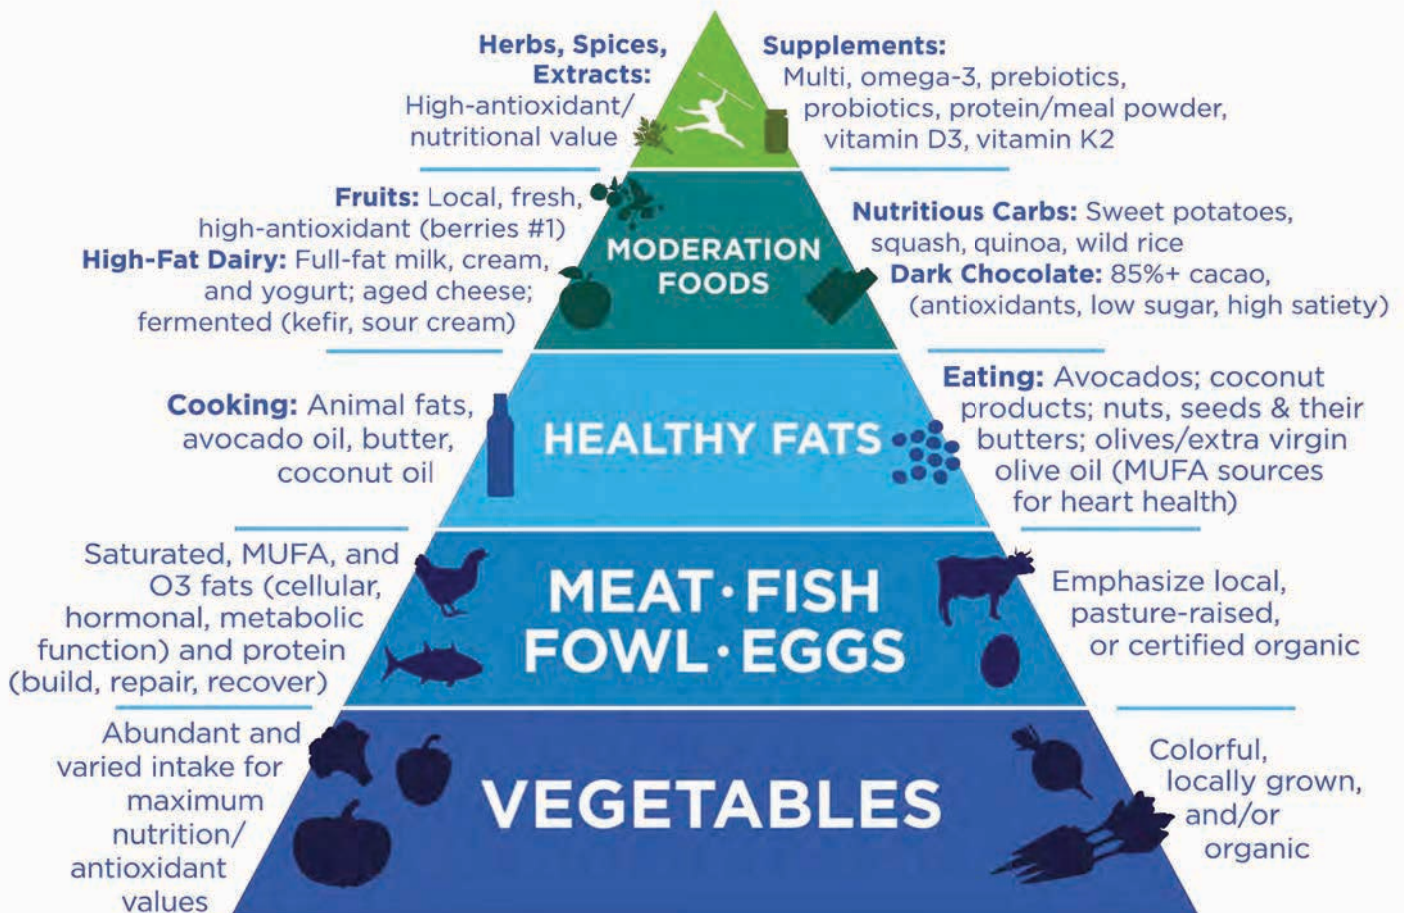 Herbs, Spices,
Extracts:
High-antioxidant/
nutritional value
Supplements:
Multi, omega-3, prebiotics,
probiotics, protein/meal powder,
vitamin D3, vitamin K2
Fruits: Local, fresh,
high-antioxidant (berries #1)
High-Fat Dairy: Full-fat milk, cream,
and yogurt; aged cheese;
fermented (kefir, sour cream)
MODERATION
FOODS
Nutritious Carbs: Sweet potatoes,
squash, quinoa, wild rice
Dark Chocolate: 85%+ cacao,
(antioxidants, low sugar, high satiety)
Cooking: Animal fats,
avocado oil, butter,
coconut oil
HEALTHY FATS
Eating: Avocados; coconut
products; nuts, seeds & their
butters; olives/extra virgin
olive oil (MUFA sources
for heart health)
Saturated, MUFA, and
O3 fats (cellular,
hormonal, metabolic
function) and protein
(build, repair, recover)
MEAT · FISH
FOWL · EGGS
Emphasize local,
pasture-raised,
or certified organic
Abundant and
varied intake for
maximum
nutrition/
antioxidant
values
VEGETABLES
Colorful,
locally grown,
and/or
organic